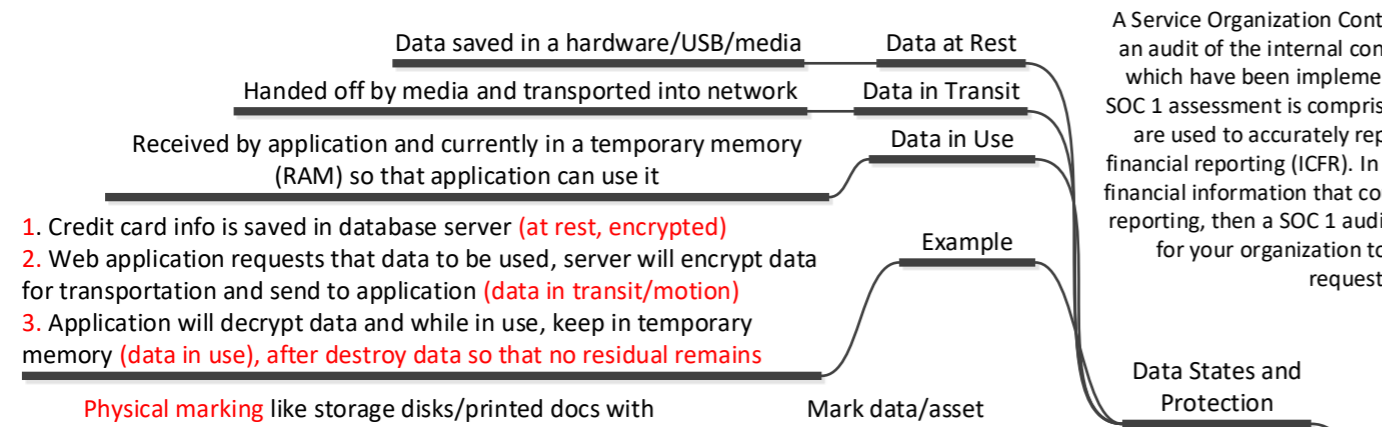 Data saved in a hardware/USB/media
Data at Rest
Handed off by media and transported into network
Data in Transit
Received by application and currently in a temporary memory
(RAM) so that application can use it
Data in Use
1. Credit card info is saved in database server (at rest, encrypted)
2. Web application requests that data to be used, server will encrypt data
for transportation and send to application (data in transit/motion)
3. Application will decrypt data and while in use, keep in temporary
memory (data in use), after destroy data so that no residual remains
Example
Physical marking like storage disks/printed docs with
Mark data/asset
Data States and
Protection
A Service Organization Cont
an audit of the internal con
which have been implemen
SOC 1 assessment is compris
are used to accurately rep
financial reporting (ICFR). In
financial information that co
reporting, then a SOC 1 audi
for your organization to
request